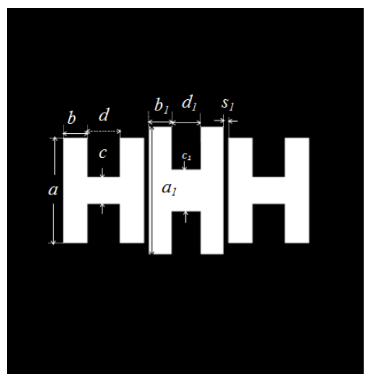 b d b₁ d₁ s₁
c c₁
a a₁